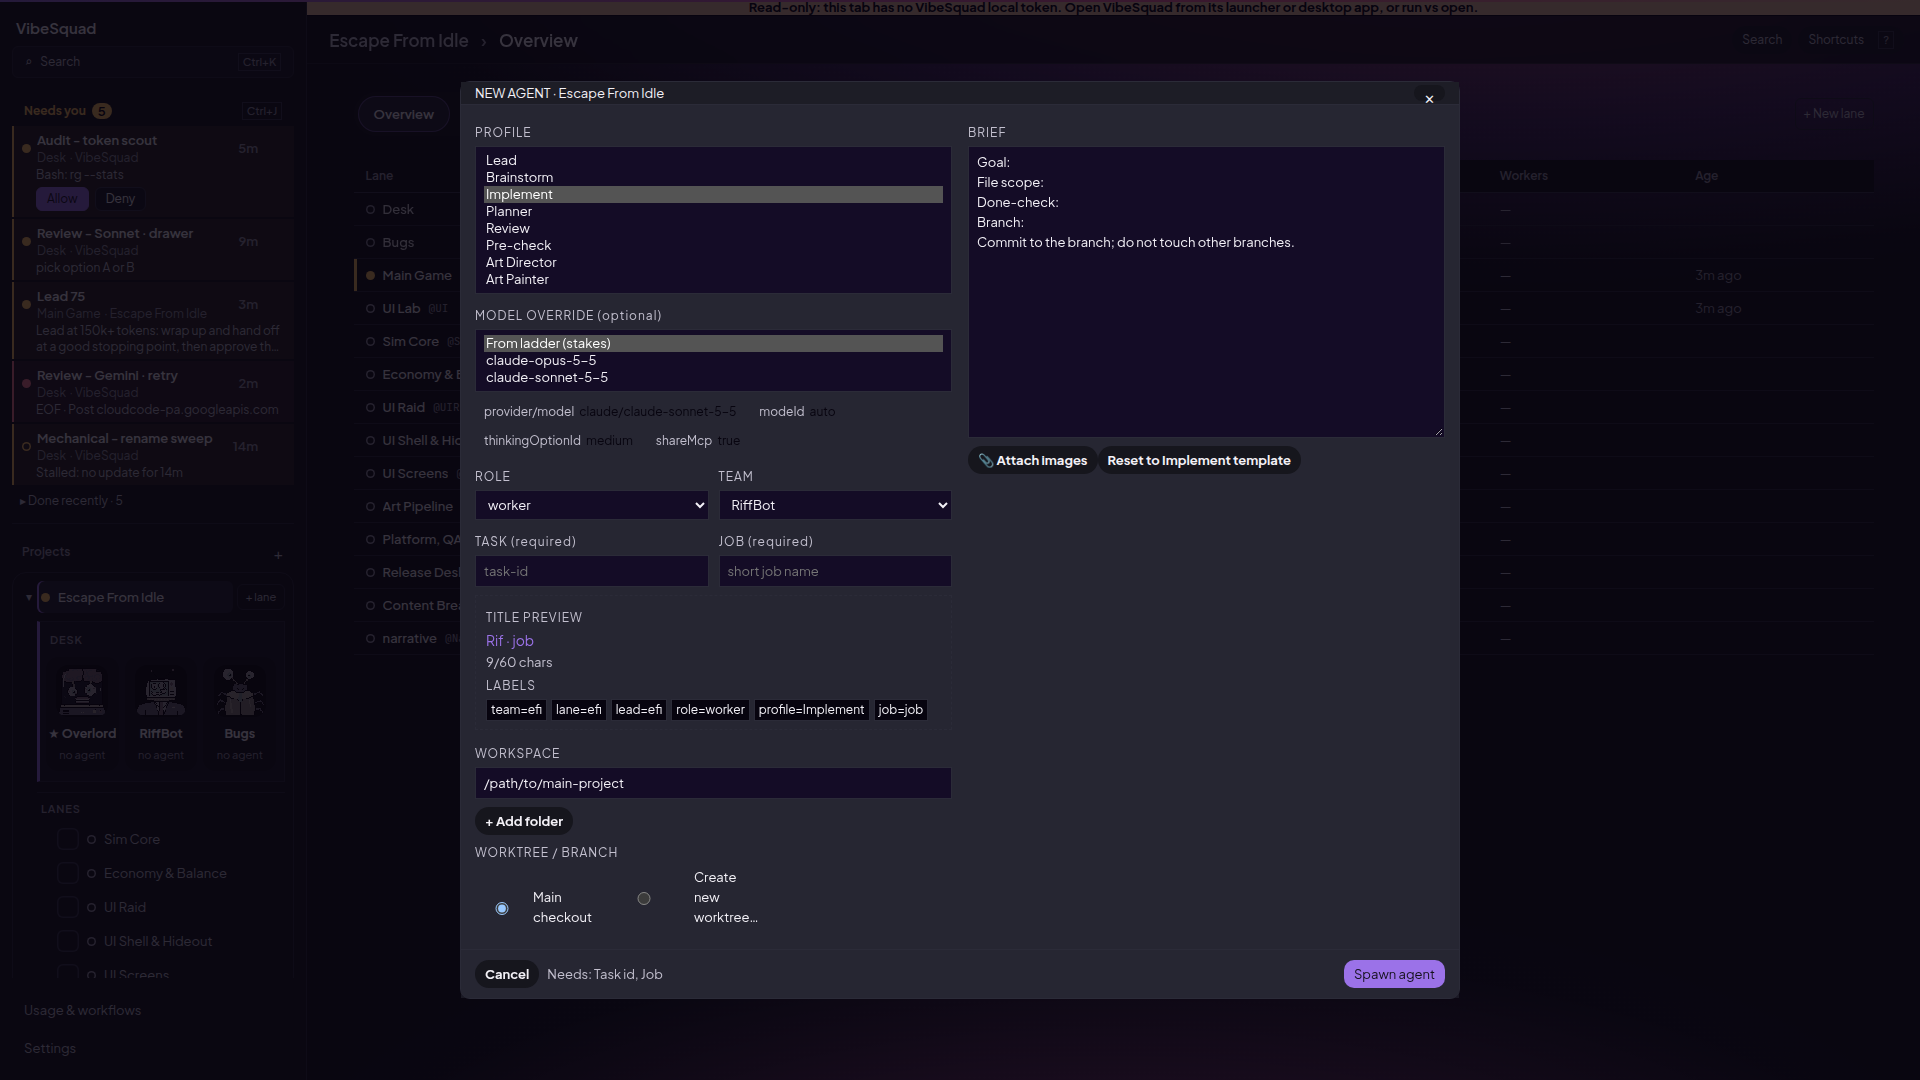 Read-only: this tab has no VibeSquad local token. Open VibeSquad from its launcher or desktop app, or run vs open.
VibeSquad
Search Ctrl+K
Needs you 5 Ctrl+J
Audit – token scout 5m
Desk · VibeSquad
Bash: rg --stats
Allow Deny
Review – Sonnet · drawer 9m
Desk · VibeSquad
pick option A or B
Lead 75 3m
Main Game · Escape From Idle
Lead at 150k+ tokens: wrap up and hand off
at a good stopping point, then approve th…
Review – Gemini · retry 2m
Desk · VibeSquad
EOF · Post cloudcode-pa.googleapis.com
Mechanical – rename sweep 14m
Desk · VibeSquad
Stalled: no update for 14m
▸ Done recently · 5
Projects +
▾ Escape From Idle + lane
DESK
★ Overlord RiffBot Bugs
no agent no agent no agent
LANES
Sim Core
Economy & Balance
UI Raid
UI Shell & Hideout
UI Screens
Usage & workflows
Settings
Escape From Idle › Overview
Search Shortcuts ?
Overview
+ New lane
Lane Workers Age
Desk —
Bugs —
Main Game — 3m ago
UI Lab @UI — 3m ago
Sim Core —
Economy & —
UI Raid @UIR —
UI Shell & Hid —
UI Screens —
Art Pipeline —
Platform, QA —
Release Desk —
Content Brea —
narrative —
NEW AGENT · Escape From Idle ×
PROFILE
Lead
Brainstorm
Implement
Planner
Review
Pre-check
Art Director
Art Painter
MODEL OVERRIDE (optional)
From ladder (stakes)
claude-opus-5-5
claude-sonnet-5-5
provider/model claude/claude-sonnet-5-5 modeId auto
thinkingOptionId medium shareMcp true
ROLE TEAM
worker RiffBot
TASK (required) JOB (required)
task-id short job name
TITLE PREVIEW
Rif · job
9/60 chars
LABELS
team=efi lane=efi lead=efi role=worker profile=Implement job=job
WORKSPACE
/path/to/main-project
+ Add folder
WORKTREE / BRANCH
Main checkout
Create new worktree…
BRIEF
Goal:
File scope:
Done-check:
Branch:
Commit to the branch; do not touch other branches.
📎 Attach images Reset to Implement template
Cancel Needs: Task id, Job Spawn agent